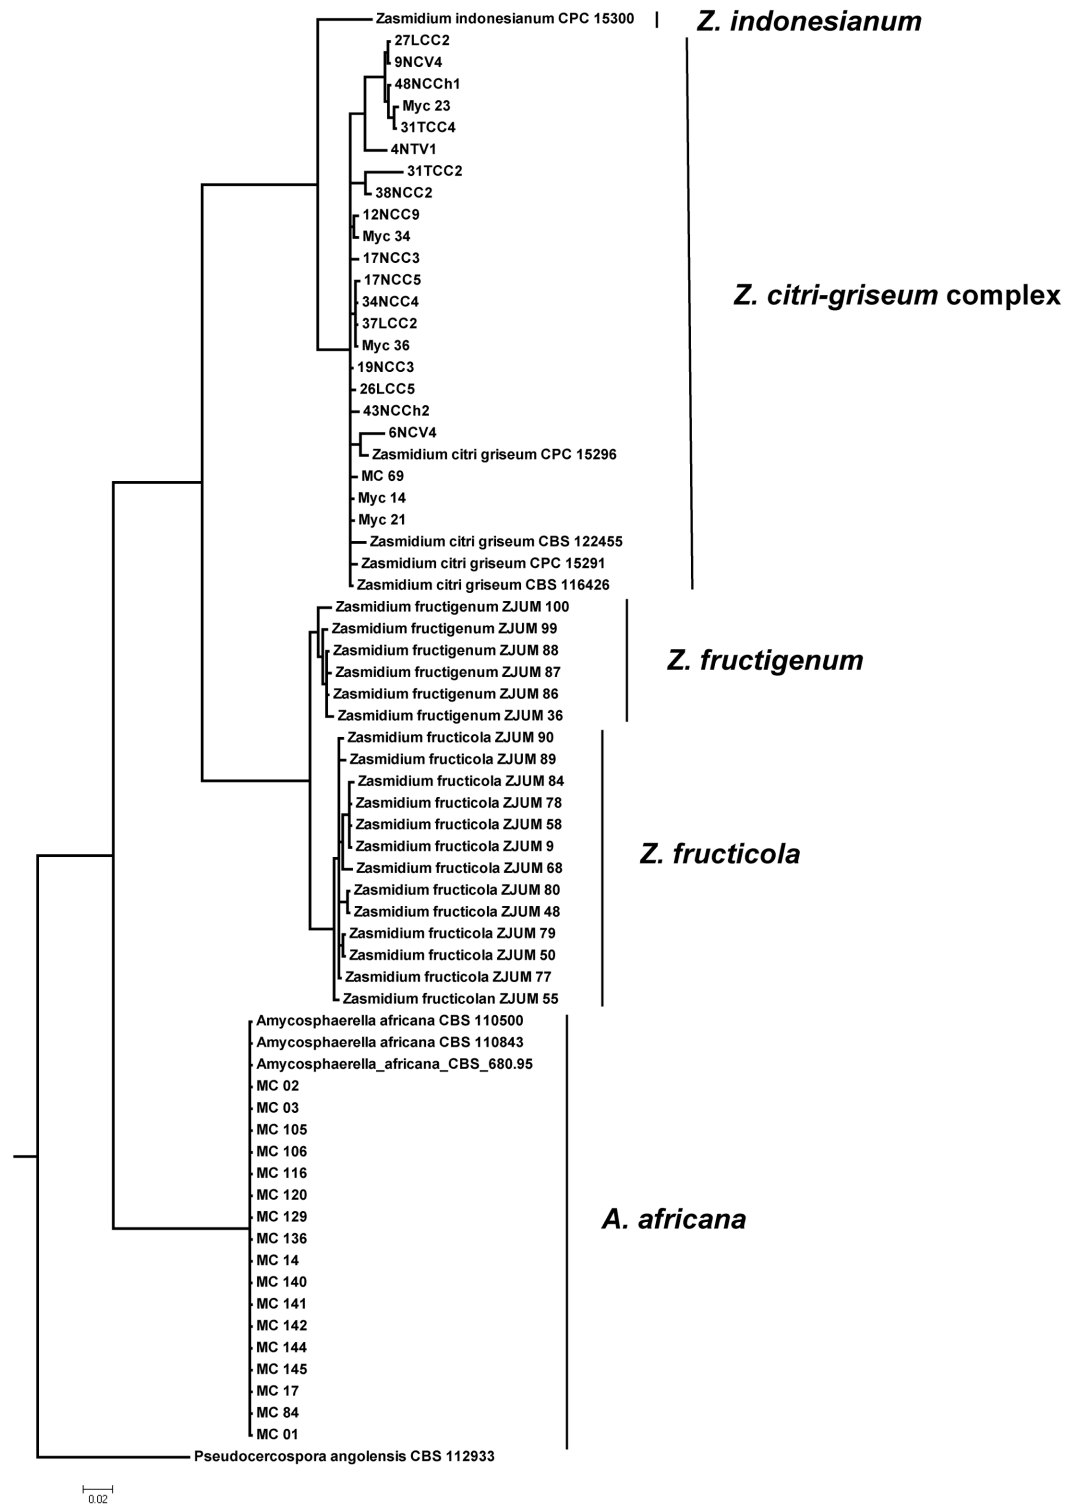 Zasmidium indonesianum CPC 15300
Z. indonesianum
27LCC2
9NCV4
48NCCh1
Myc 23
31TCC4
4NTV1
31TCC2
38NCC2
12NCC9
Myc 34
17NCC3
17NCC5
34NCC4
Z. citri-griseum complex
37LCC2
Myc 36
19NCC3
26LCC5
43NCCh2
6NCV4
Zasmidium citri griseum CPC 15296
MC 69
Myc 14
Myc 21
Zasmidium citri griseum CBS 122455
Zasmidium citri griseum CPC 15291
Zasmidium citri griseum CBS 116426
Zasmidium fructigenum ZJUM 100
Zasmidium fructigenum ZJUM 99
Zasmidium fructigenum ZJUM 88
Z. fructigenum
Zasmidium fructigenum ZJUM 87
Zasmidium fructigenum ZJUM 86
Zasmidium fructigenum ZJUM 36
Zasmidium fructicola ZJUM 90
Zasmidium fructicola ZJUM 89
Zasmidium fructicola ZJUM 84
Zasmidium fructicola ZJUM 78
Zasmidium fructicola ZJUM 58
Zasmidium fructicola ZJUM 9
Z. fructicola
Zasmidium fructicola ZJUM 68
Zasmidium fructicola ZJUM 80
Zasmidium fructicola ZJUM 48
Zasmidium fructicola ZJUM 79
Zasmidium fructicola ZJUM 50
Zasmidium fructicola ZJUM 77
Zasmidium fructicolan ZJUM 55
Amycosphaerella africana CBS 110500
Amycosphaerella africana CBS 110843
Amycosphaerella_africana_CBS_680.95
MC 02
MC 03
MC 105
MC 106
MC 116
MC 120
MC 129
A. africana
MC 136
MC 14
MC 140
MC 141
MC 142
MC 144
MC 145
MC 17
MC 84
MC 01
Pseudocercospora angolensis CBS 112933
0.02